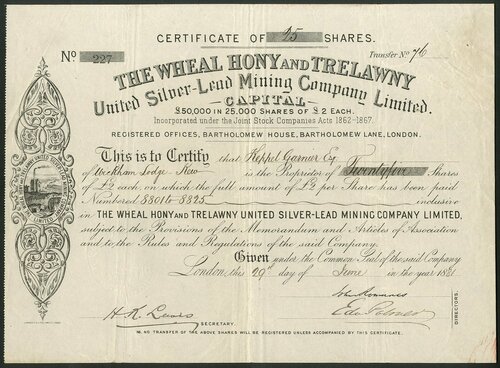 CERTIFICATE OF 25 SHARES.
No 227
Transfer No 76
THE WHEAL HONY AND TRELAWNY
United Silver-Lead Mining Company Limited.
CAPITAL
£50,000 IN 25,000 SHARES OF £2 EACH.
Incorporated under the Joint Stock Companies Acts 1862-1867.
REGISTERED OFFICES, BARTHOLOMEW HOUSE, BARTHOLOMEW LANE, LONDON.
This is to Certify that Keppel Garnier Esq
of Wickham Lodge Kew is the Proprietor of Twentyfive Shares
of £2 each, on which the full amount of £2 per Share has been paid
Numbered 8801 to 8825 inclusive
in THE WHEAL HONY AND TRELAWNY UNITED SILVER-LEAD MINING COMPANY LIMITED,
subject to the Provisions of the Memorandum and Articles of Association
and to the Rules and Regulations of the said Company.
Given under the Common Seal of the said Company
London, this 29th day of June in the year 1881
H. K. Lewis
SECRETARY.
DIRECTORS.
NO TRANSFER OF THE ABOVE SHARES WILL BE REGISTERED UNLESS ACCOMPANIED BY THIS CERTIFICATE.